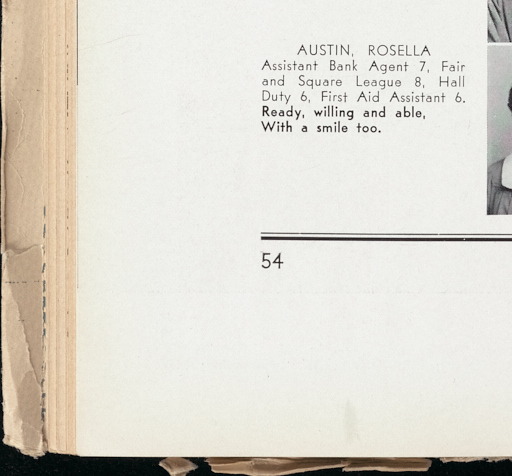 AUSTIN, ROSELLA
Assistant Bank Agent 7, Fair
and Square League 8, Hall
Duty 6, First Aid Assistant 6.
Ready, willing and able,
With a smile too.
54